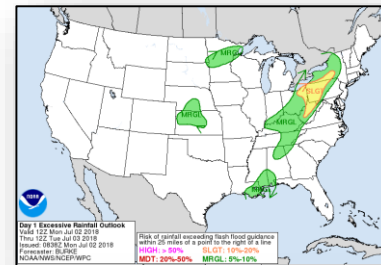 MRGL
SLGT
MRGL
MRGL
MRGL
Day 1 Excessive Rainfall Outlook
Valid 12Z Mon Jul 02 2018
Thru 12Z Tue Jul 03 2018
Issued: 0836Z Mon Jul 02 2018
Forecaster: BURKE
NOAA/NWS/NCEP/WPC
Risk of rainfall exceeding flash flood guidance
within 25 miles of a point to the right of a line
HIGH: > 50% SLGT: 10%-20%
MDT: 20%-50% MRGL: 5%-10%